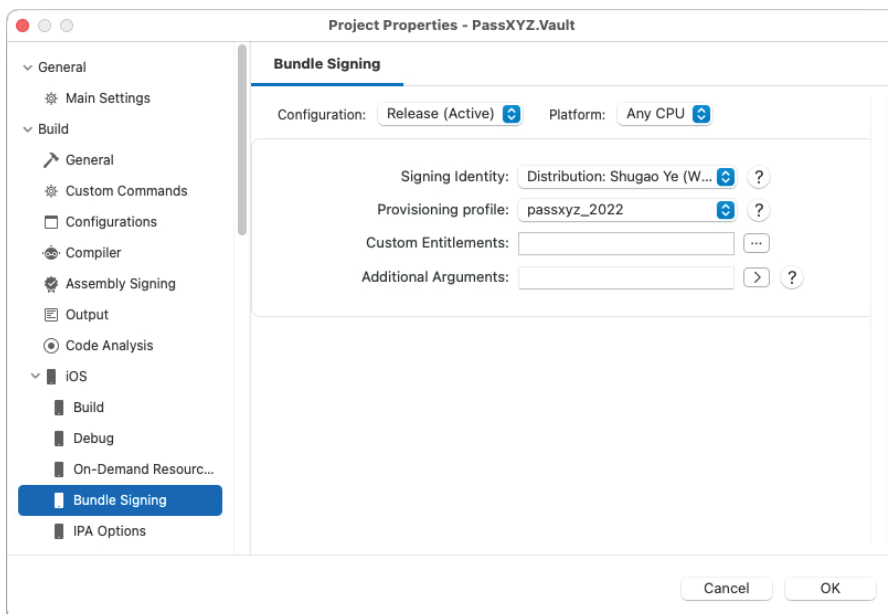 Project Properties - PassXYZ.Vault
General
Main Settings
Build
General
Custom Commands
Configurations
Compiler
Assembly Signing
Output
Code Analysis
iOS
Build
Debug
On-Demand Resourc...
Bundle Signing
IPA Options
Bundle Signing
Configuration: Release (Active) Platform: Any CPU
Signing Identity: Distribution: Shugao Ye (W... ?
Provisioning profile: passxyz_2022 ?
Custom Entitlements: ...
Additional Arguments: > ?
Cancel OK